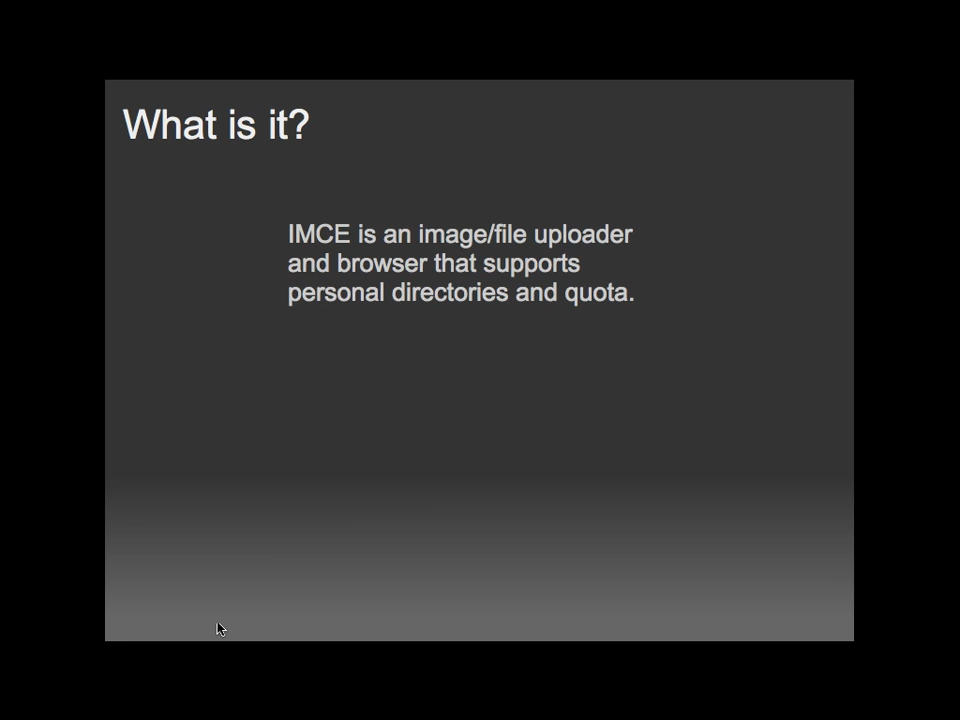 What is it?
IMCE is an image/file uploader
and browser that supports
personal directories and quota.